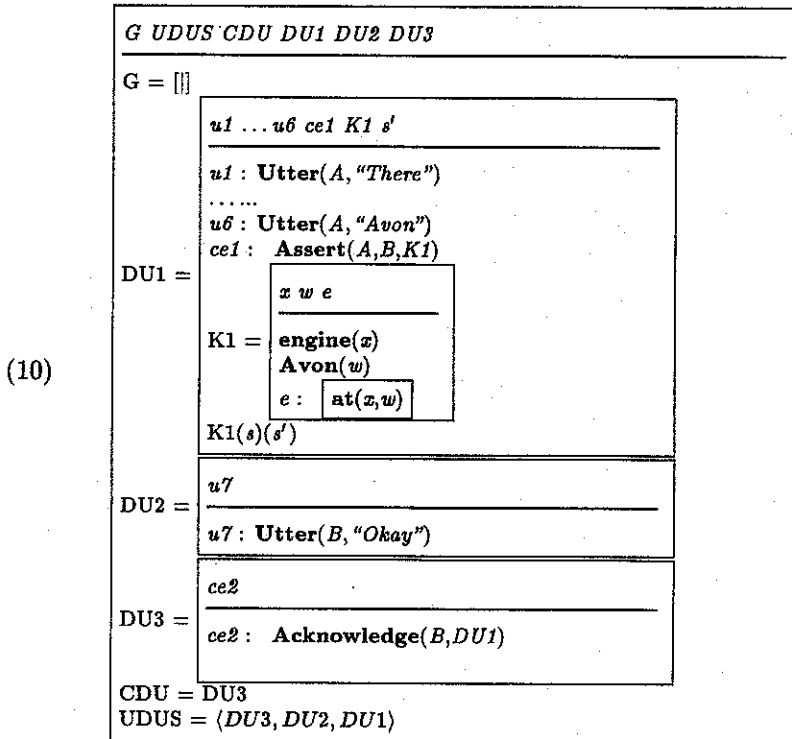 G UDUS CDU DU1 DU2 DU3
G = [||]
u1 ... u6 ce1 K1 s'
u1 : Utter(A, "There")
......
u6 : Utter(A, "Avon")
ce1 : Assert(A,B,K1)
DU1 =
x w e
K1 = engine(x)
Avon(w)
e : at(x,w)
(10)
K1(s)(s')
u7
DU2 =
u7 : Utter(B, "Okay")
ce2
DU3 =
ce2 : Acknowledge(B,DU1)
CDU = DU3
UDUS = ⟨DU3, DU2, DU1⟩